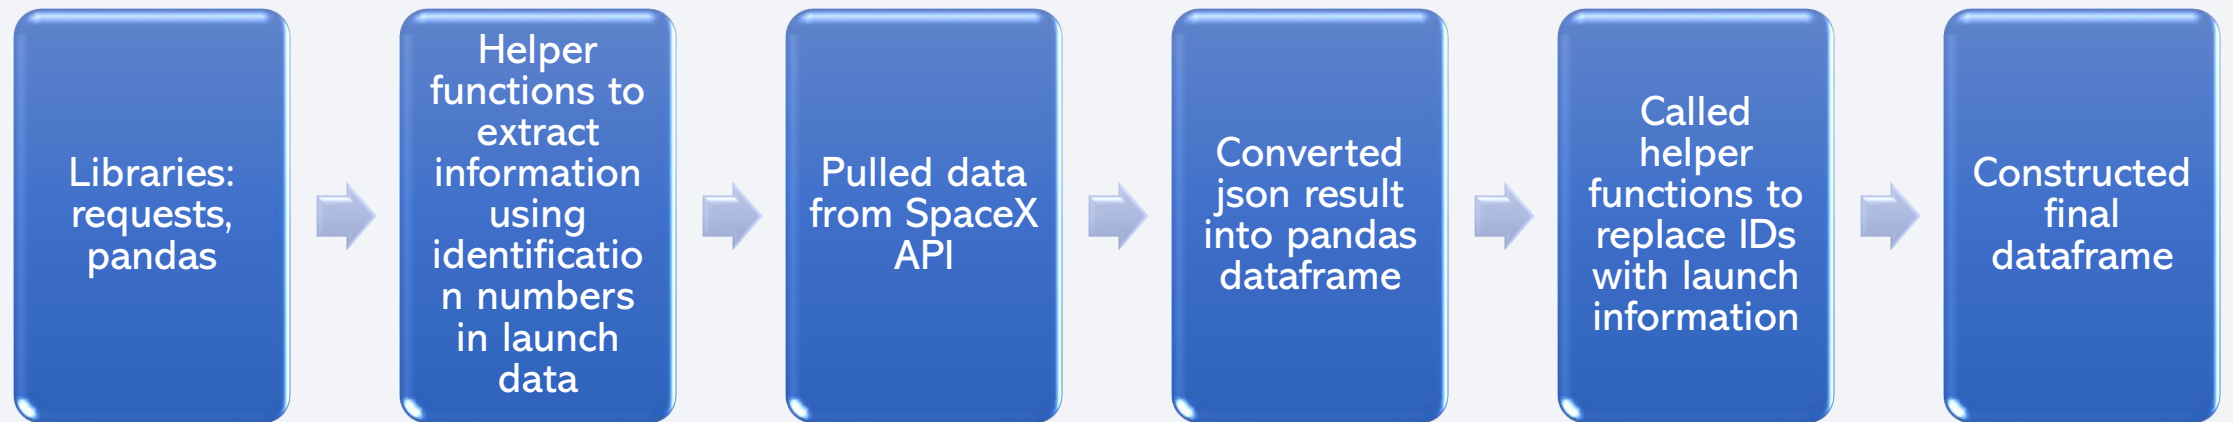 Libraries:
requests,
pandas
Helper
functions to
extract
information
using
identificatio
n numbers
in launch
data
Pulled data
from SpaceX
API
Converted
json result
into pandas
dataframe
Called
helper
functions to
replace IDs
with launch
information
Constructed
final
dataframe